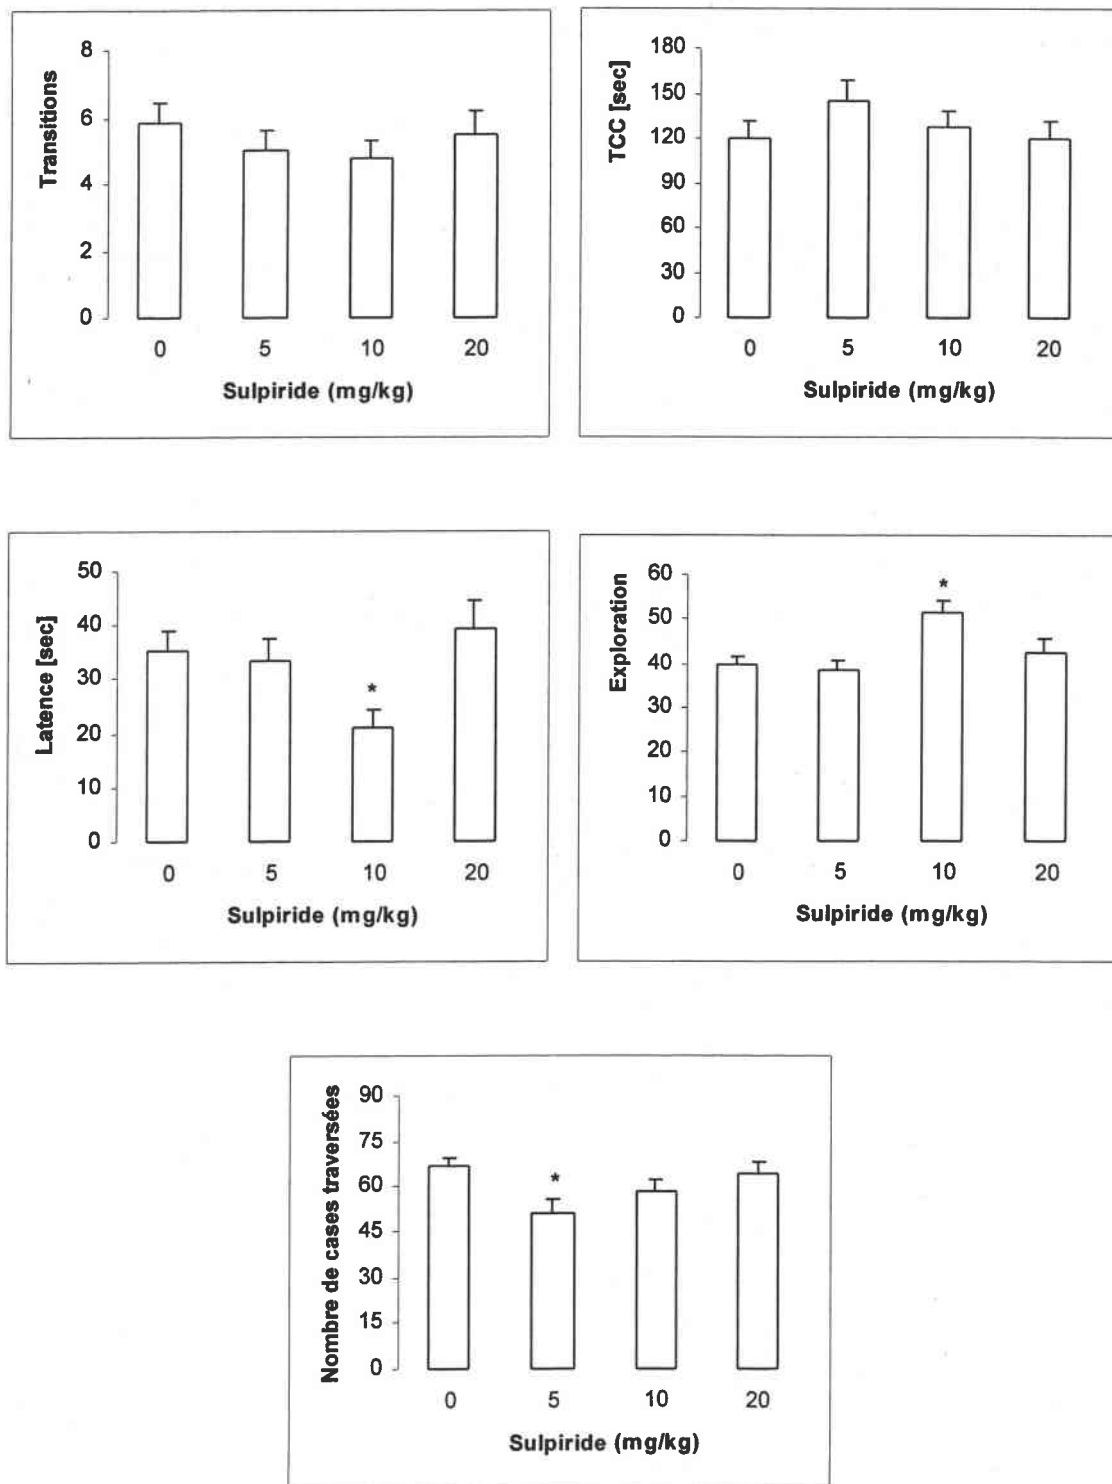 Transitions
8
6
4
2
0
0 5 10 20
Sulpiride (mg/kg)
TCC [sec]
180
150
120
90
60
30
0
0 5 10 20
Sulpiride (mg/kg)
Latence [sec]
50
40
30
20
10
0
*
0 5 10 20
Sulpiride (mg/kg)
Exploration
60
50
40
30
20
10
0
*
0 5 10 20
Sulpiride (mg/kg)
Nombre de cases traversées
90
75
60
45
30
15
0
*
0 5 10 20
Sulpiride (mg/kg)